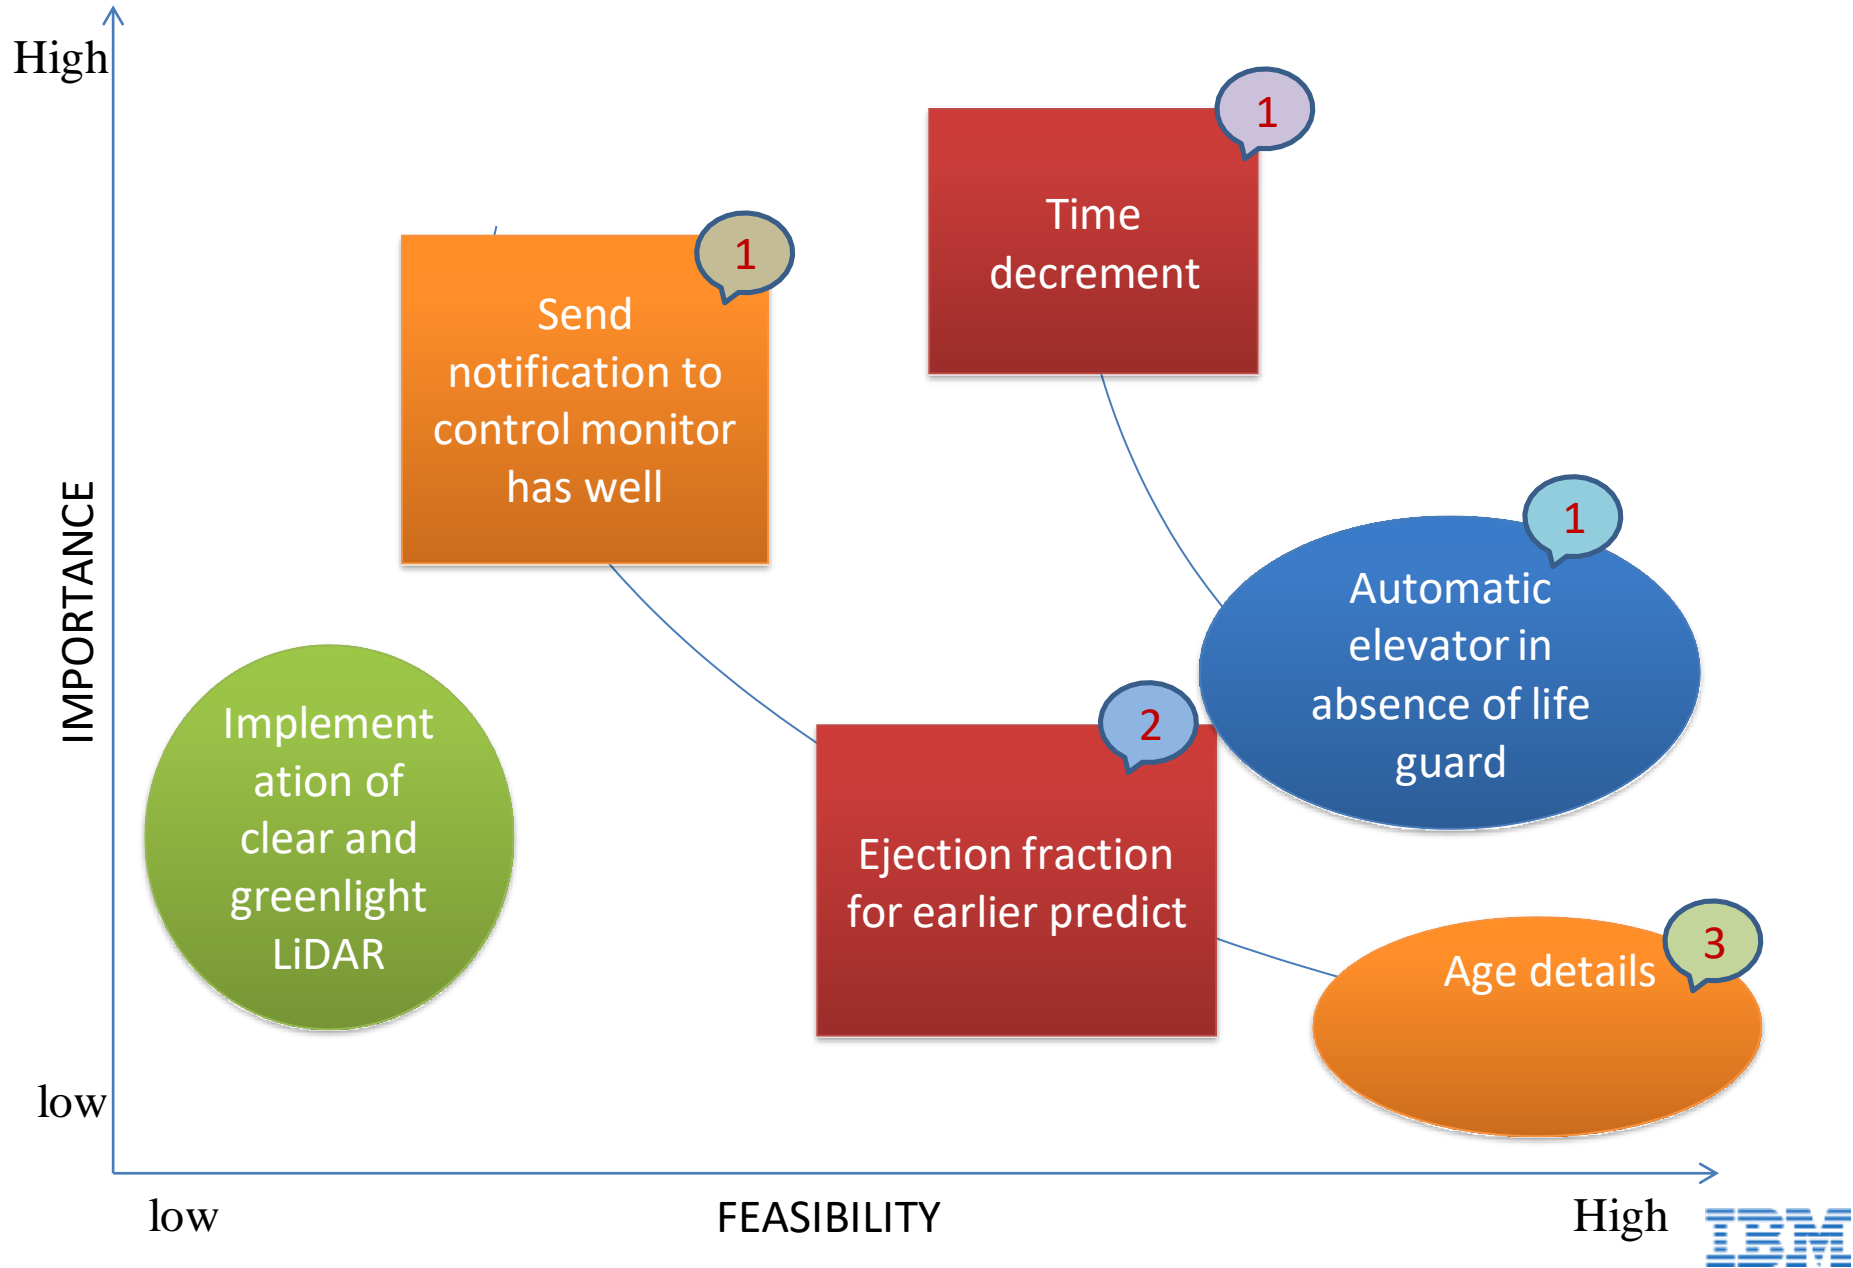 High
1
Time
decrement
1
Send
notification to
control monitor
has well
IMPORTANCE
1
Automatic
elevator in
absence of life
guard
Implement
ation of
clear and
greenlight
LiDAR
2
Ejection fraction
for earlier predict
3
Age details
low
low
FEASIBILITY
High
IBM